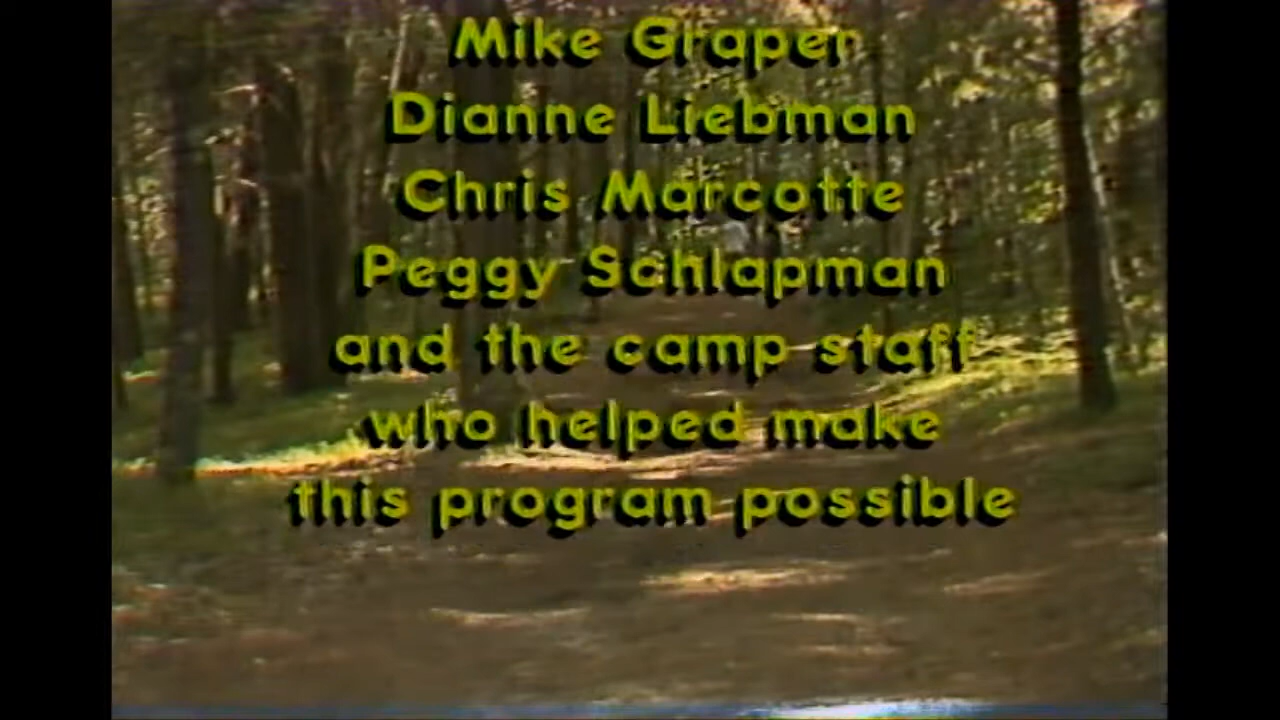 Mike Graper
Dianne Liebman
Chris Marcotte
Peggy Schlapman
and the camp staff
who helped make
this program possible